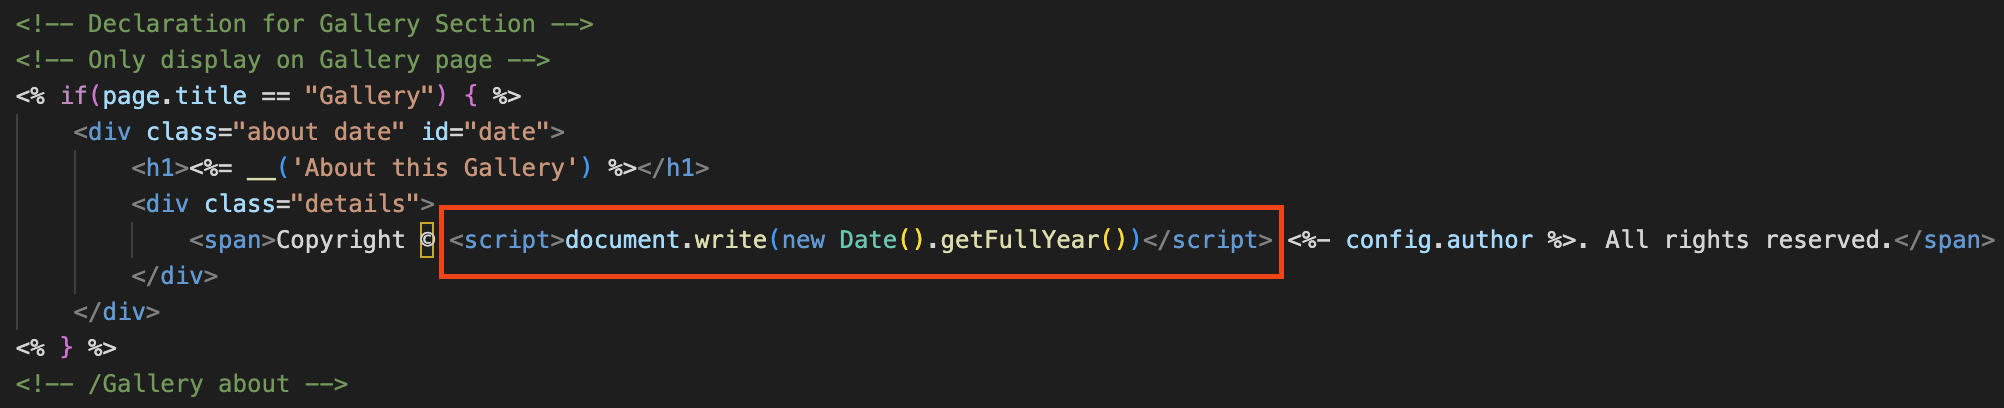 <!-- Declaration for Gallery Section -->
<!-- Only display on Gallery page -->
<% if(page.title == "Gallery") { %>
    <div class="about date" id="date">
        <h1><%= __('About this Gallery') %></h1>
        <div class="details">
            <span>Copyright © <script>document.write(new Date().getFullYear())</script> <%- config.author %>. All rights reserved.</span>
        </div>
    </div>
<% } %>
<!-- /Gallery about -->